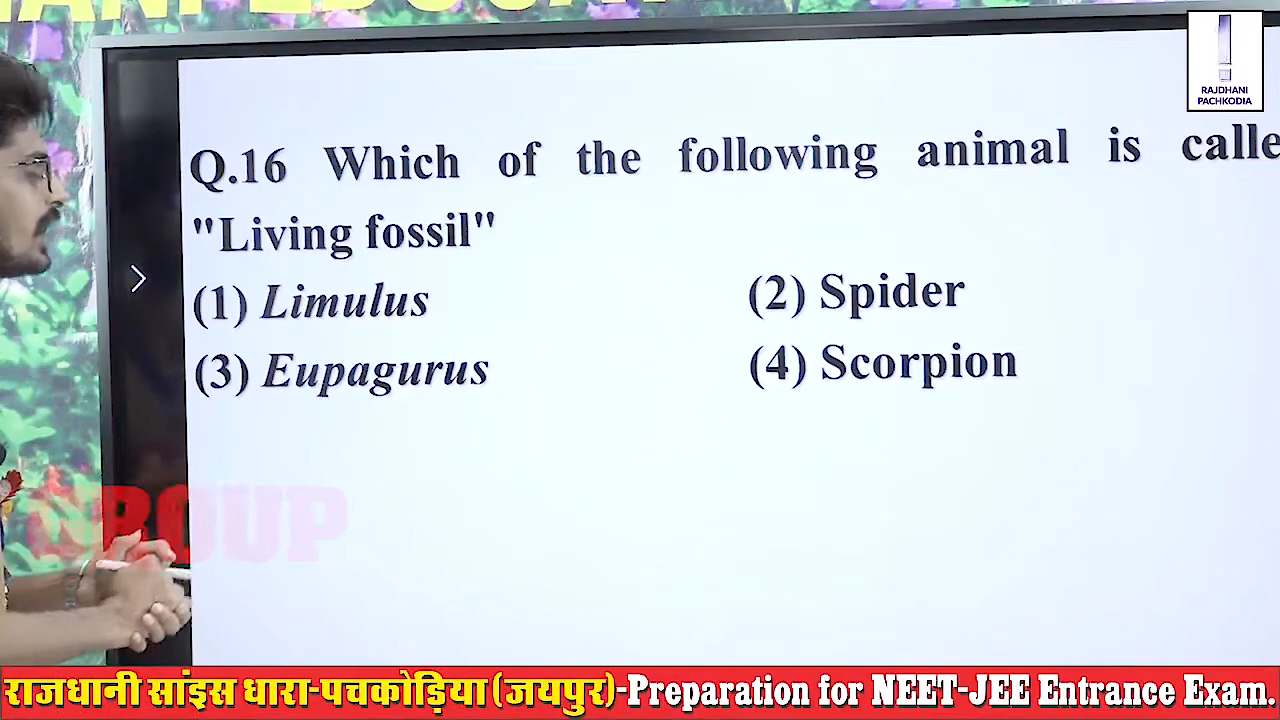 RAJDHANI
PACHKODIA
Q.16 Which of the following animal is calle
"Living fossil"
(1) Limulus
(2) Spider
(3) Eupagurus
(4) Scorpion
GROUP
राजधानी सांइस धारा-पचकोड़िया (जयपुर)-Preparation for NEET-JEE Entrance Exam.